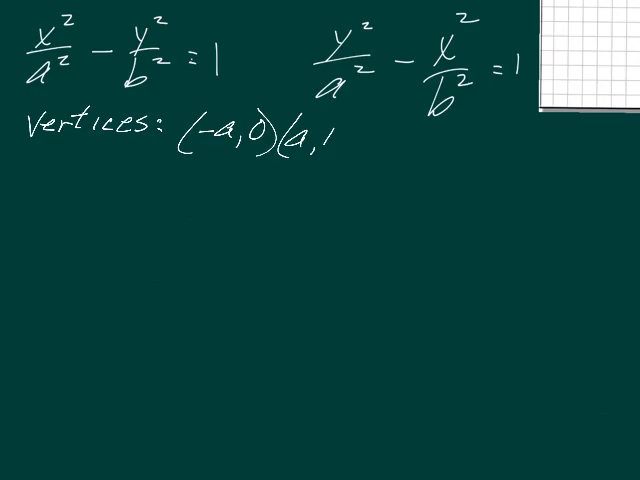 x²/a² − y²/b² = 1    y²/a² − x²/b² = 1
vertices: (−a, 0)(a,